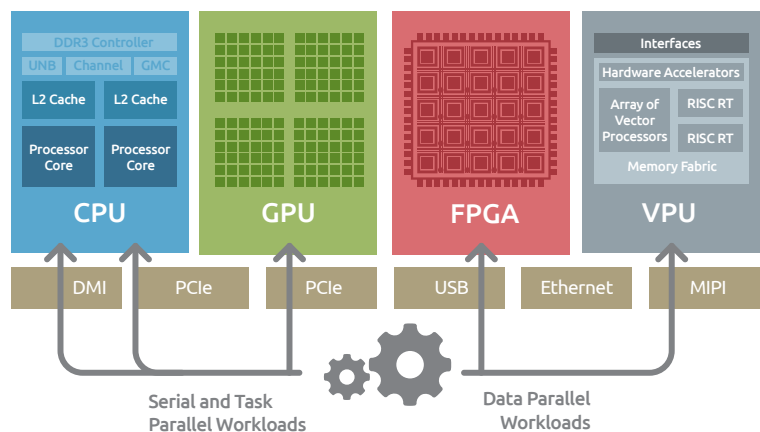 DDR3 Controller
UNB
Channel
GMC
L2 Cache
L2 Cache
Processor
Core
Processor
Core
CPU
GPU
FPGA
Interfaces
Hardware Accelerators
Array of
Vector
Processors
RISC RT
RISC RT
Memory Fabric
VPU
DMI
PCIe
PCIe
USB
Ethernet
MIPI
Serial and Task
Parallel Workloads
Data Parallel
Workloads